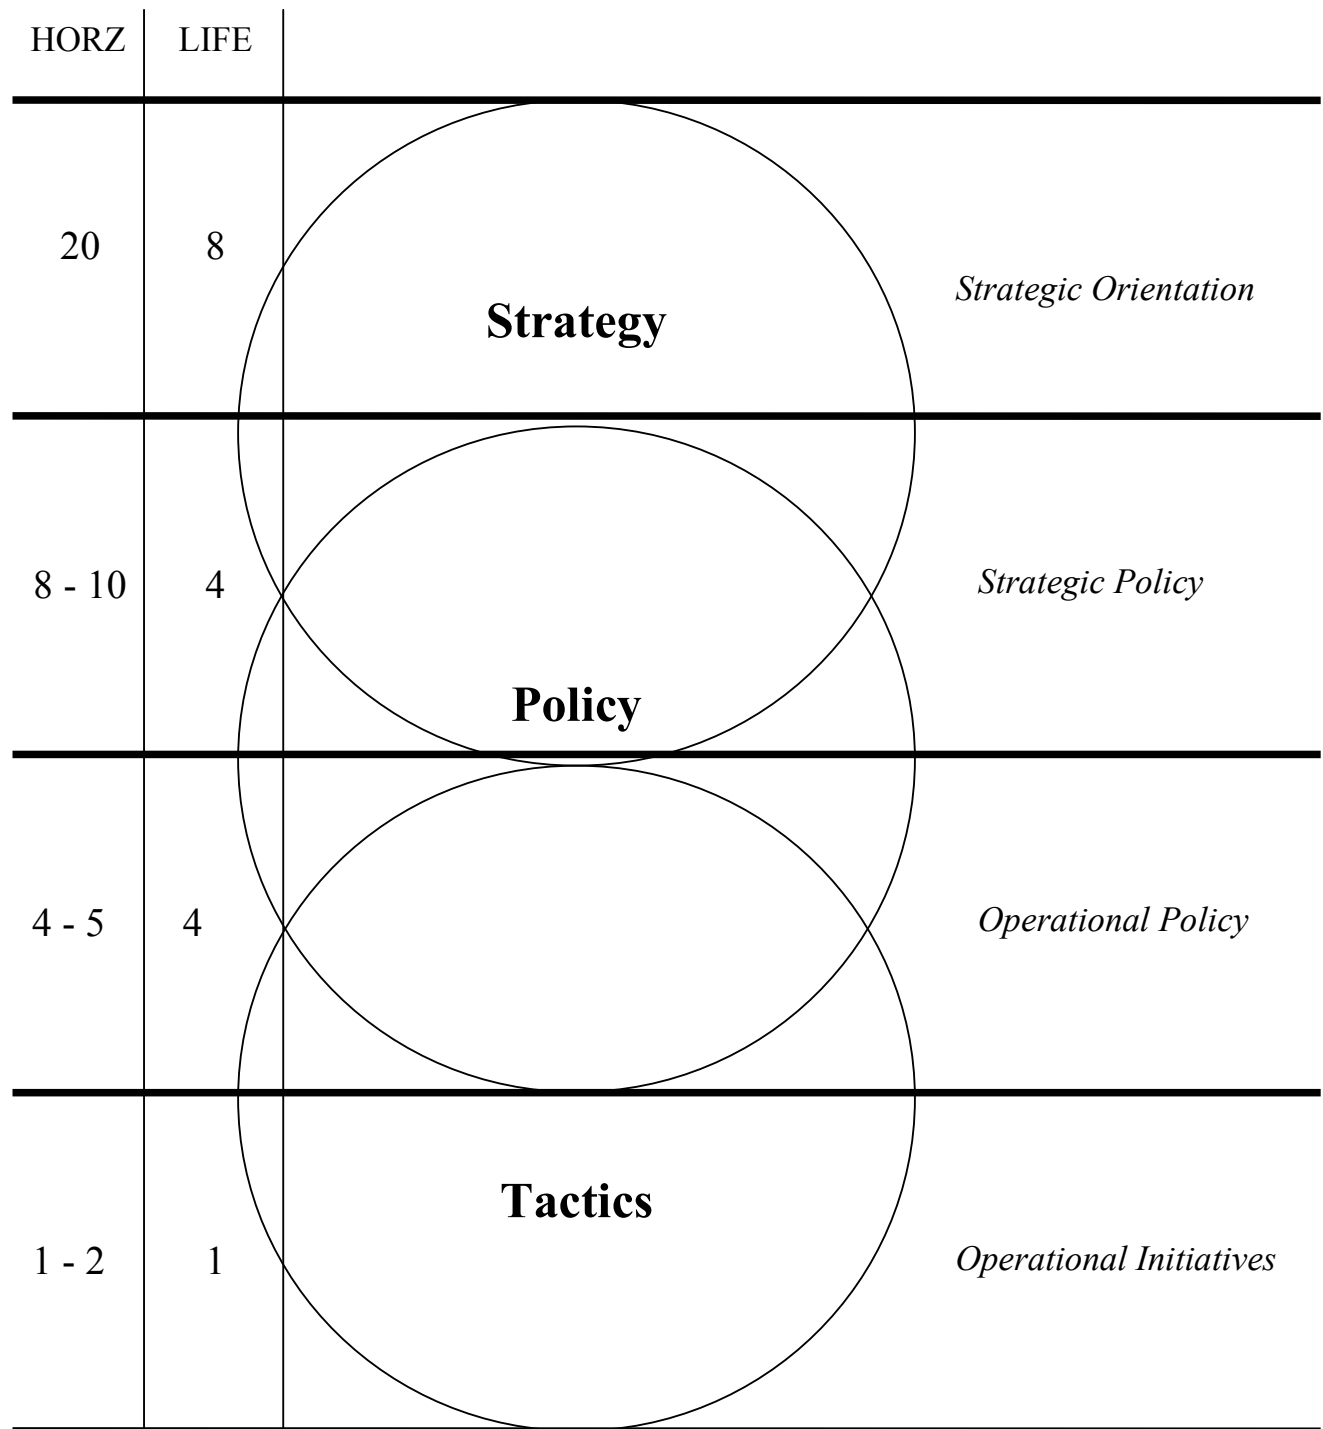 HORZ LIFE
20 8
Strategic Orientation
Strategy
8 - 10 4 Strategic Policy
Policy
4 - 5 4 Operational Policy
Tactics
1 - 2 1 Operational Initiatives